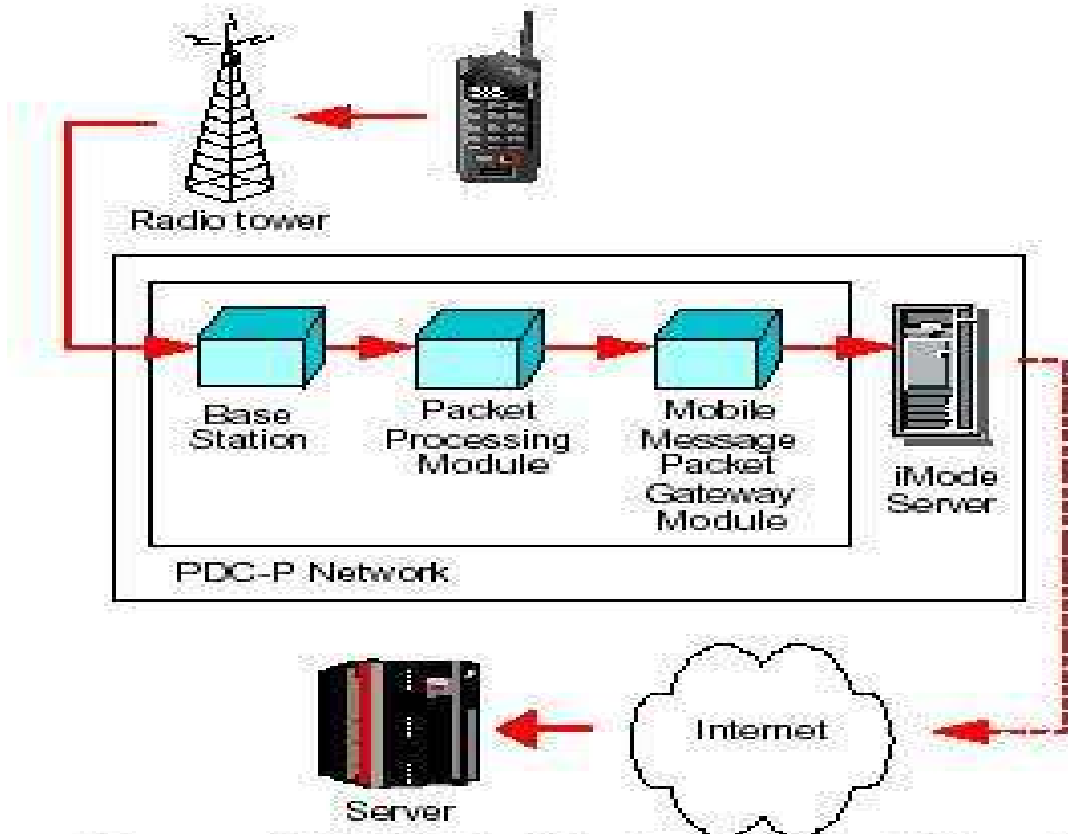 Radio tower
Base
Station
Packet
Processing
Module
Mobile
Message
Packet
Gateway
Module
iMode
Server
PDC-P Network
Internet
Server